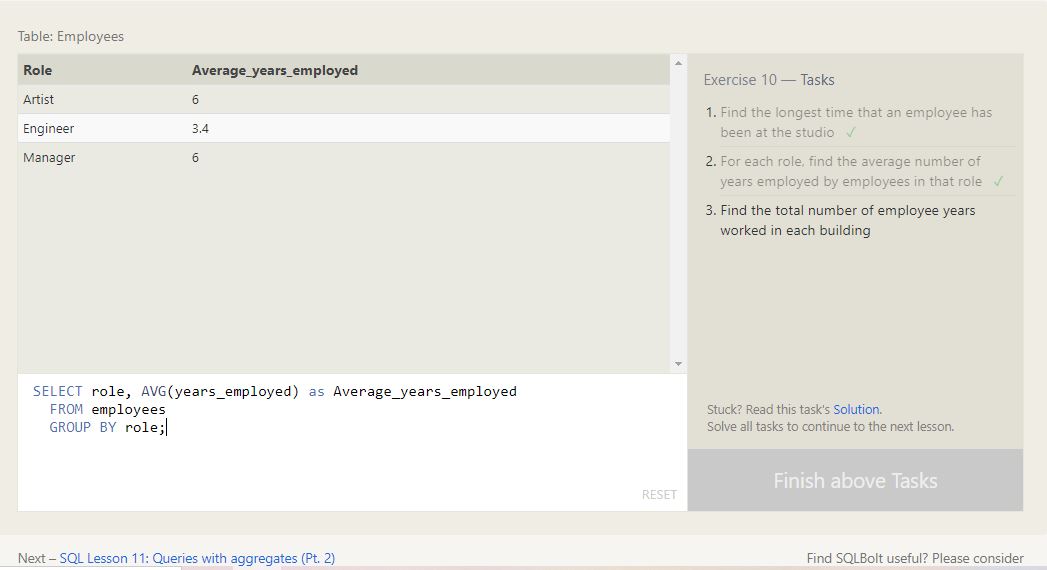 Table: Employees
Role Average_years_employed
Artist 6
Engineer 3.4
Manager 6
SELECT role, AVG(years_employed) as Average_years_employed
FROM employees
GROUP BY role;
RESET
Exercise 10 — Tasks
1. Find the longest time that an employee has
been at the studio ✓
2. For each role, find the average number of
years employed by employees in that role ✓
3. Find the total number of employee years
worked in each building
Stuck? Read this task's Solution.
Solve all tasks to continue to the next lesson.
Finish above Tasks
Next – SQL Lesson 11: Queries with aggregates (Pt. 2)
Find SQLBolt useful? Please consider